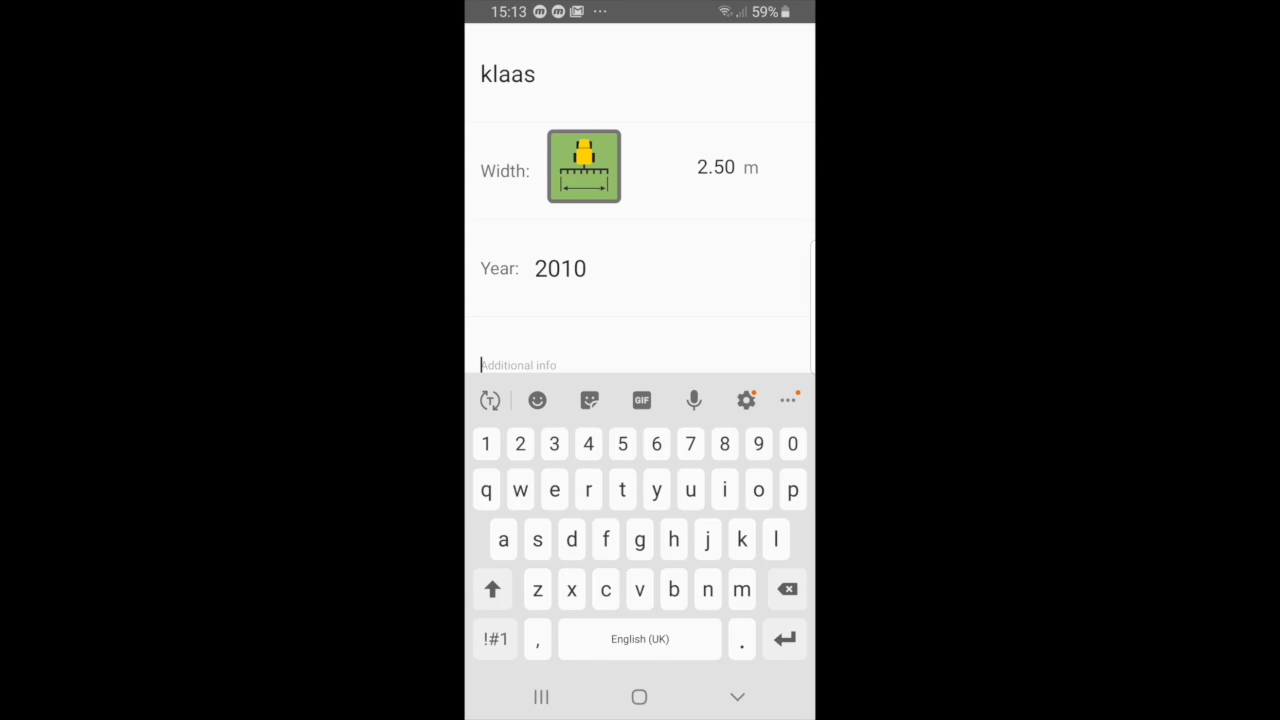 15:13 59%
klaas
Width: 2.50 m
Year: 2010
Additional info
T GIF
1 2 3 4 5 6 7 8 9 0
q w e r t y u i o p
a s d f g h j k l
z x c v b n m
!#1 , English (UK) .